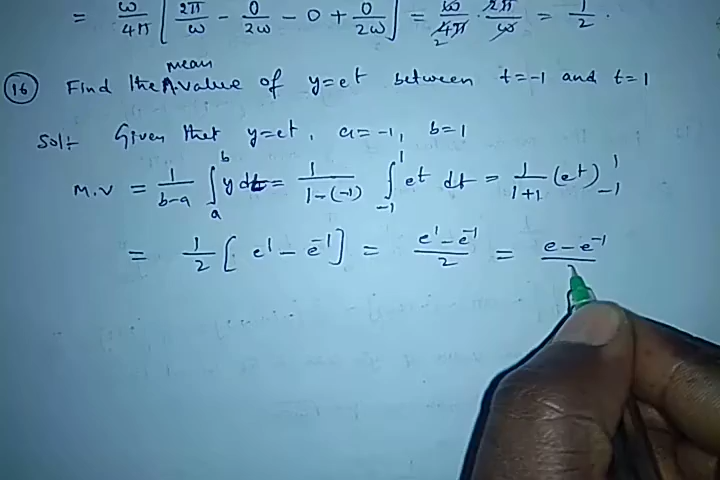 = ω/4π [ 2π/ω − 0/2ω − 0 + 0/2ω ] = ω/4π · 2π/ω = 1/2 .
2
mean
(16) Find the ∧ value of y=e^t between t=-1 and t=1
Sol:- Given that y=e^t, a=-1, b=1
M.V = 1/(b-a) ∫_a^b y dt = 1/(1-(-1)) ∫_{-1}^1 e^t dt = 1/(1+1) (e^t)_{-1}^1
= 1/2 [ e^1 − e^{-1} ] = (e^1 − e^{-1})/2 = (e − e^{-1})/2